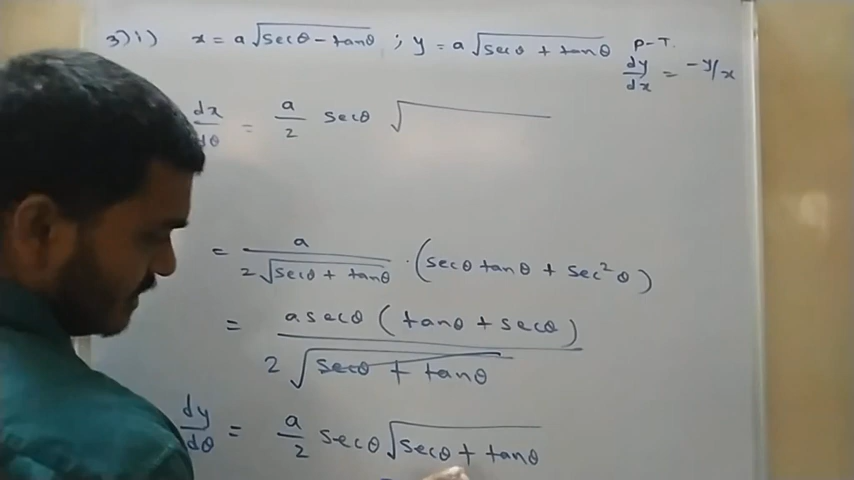 3) i) x = a √(secθ - tanθ) ; y = a √(secθ + tanθ) P-T. dy/dx = -y/x
dx/dθ = a/2 secθ √
= a/(2√(secθ + tanθ)) · (secθ tanθ + sec²θ)
= a secθ (tanθ + secθ)/(2√(secθ + tanθ))
dy/dθ = a/2 secθ √(secθ + tanθ)